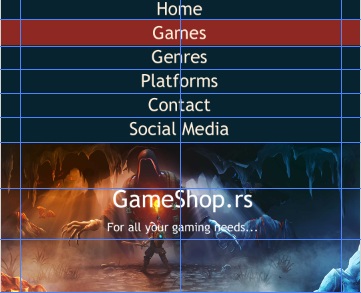 Home
Games
Genres
Platforms
Contact
Social Media
GameShop.rs
For all your gaming needs...